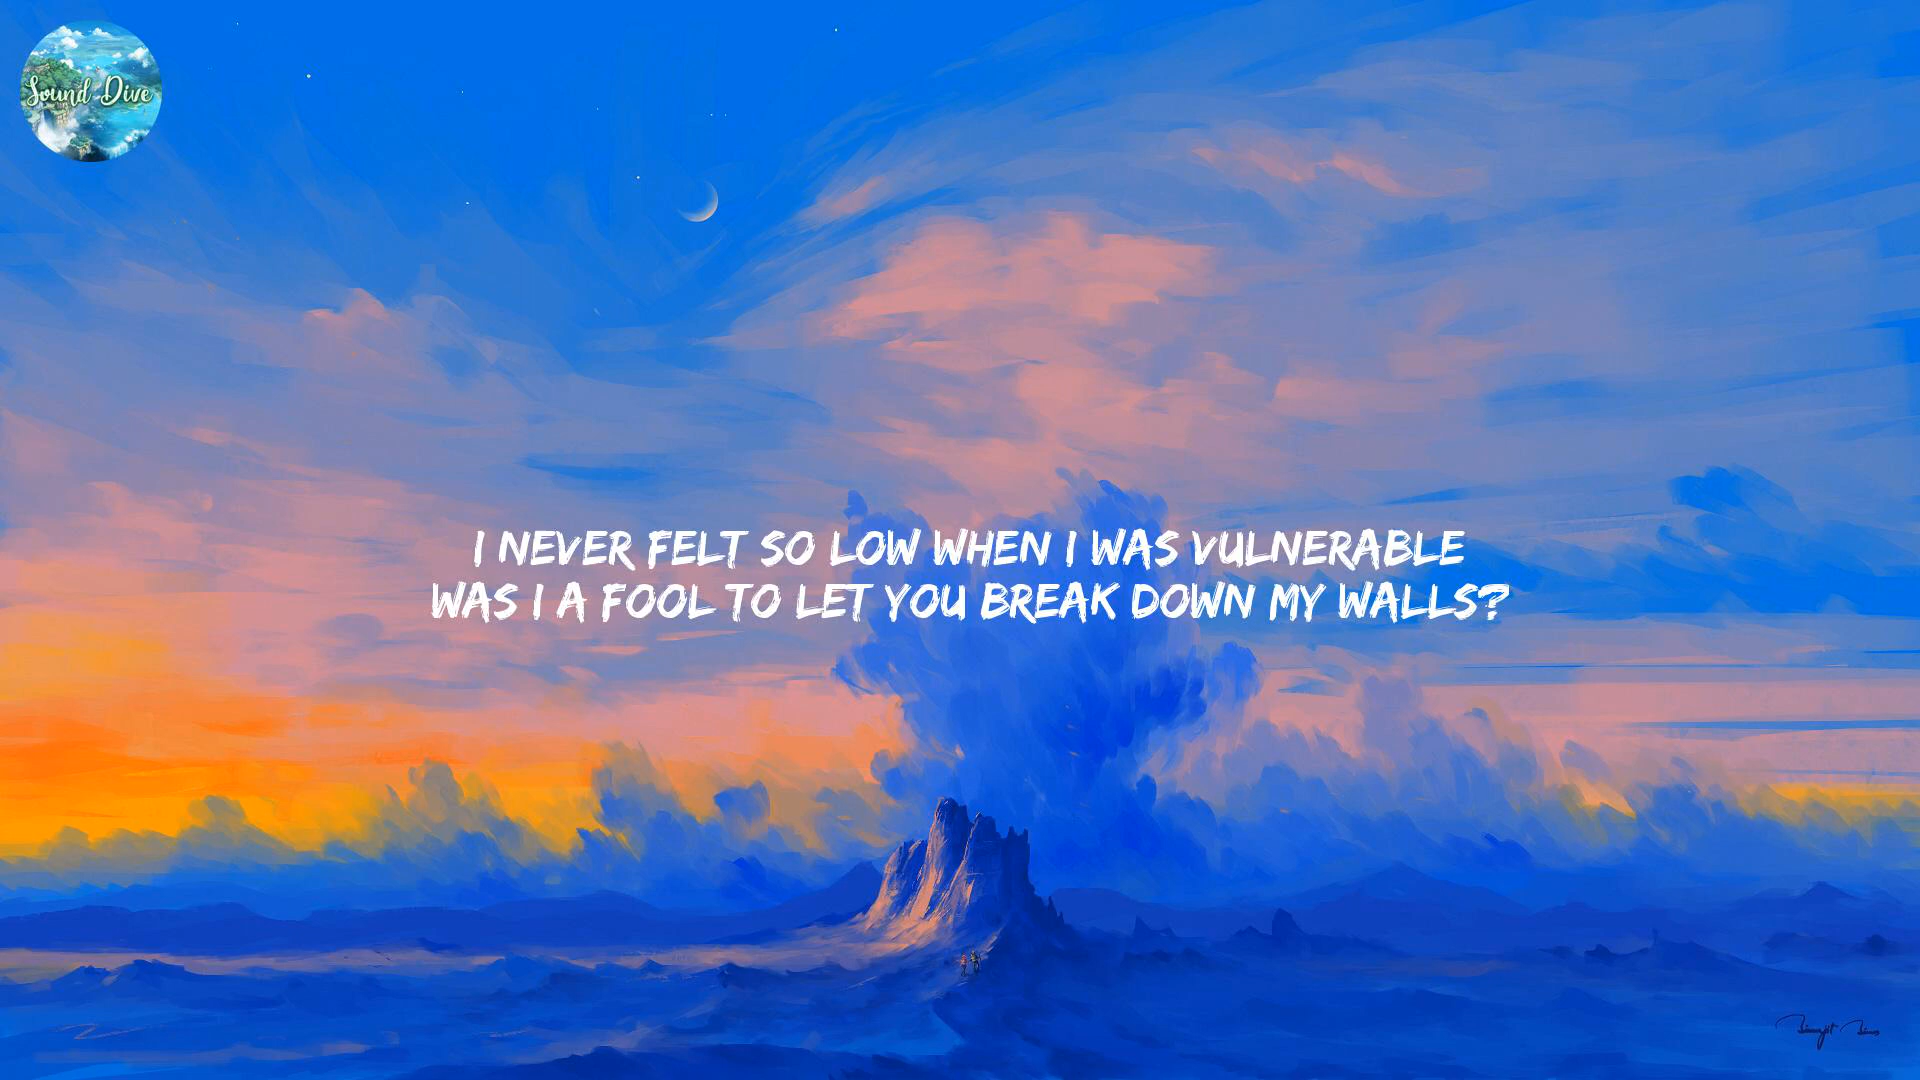 Sound Dive
I NEVER FELT SO LOW WHEN I WAS VULNERABLE
WAS I A FOOL TO LET YOU BREAK DOWN MY WALLS?